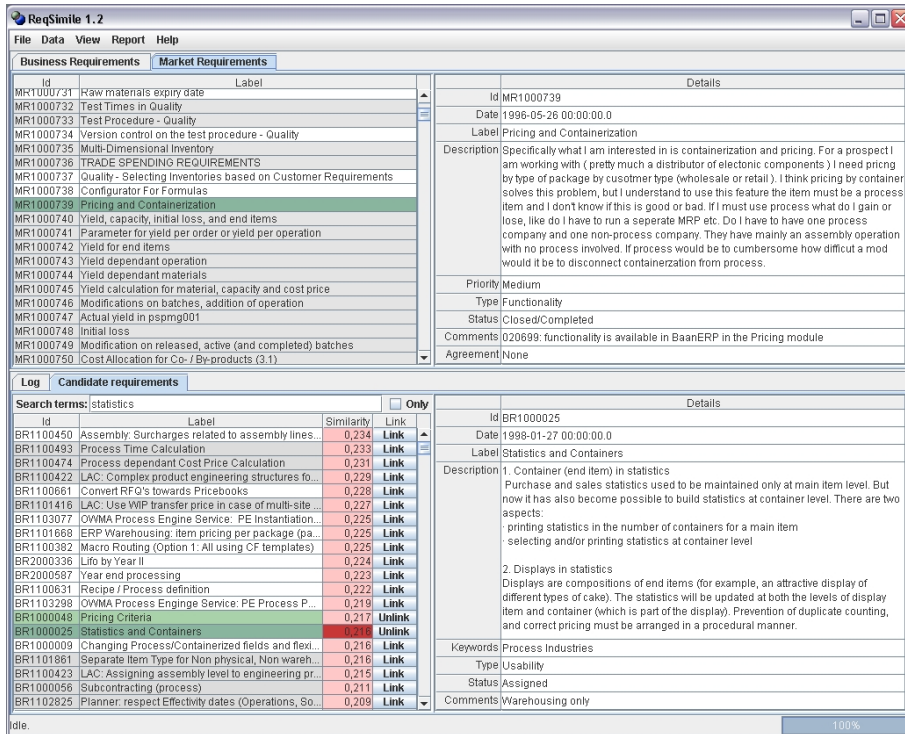 ReqSimile 1.2
File Data View Report Help
Business Requirements Market Requirements
Id Label
MR1000731 Raw materials expiry date
MR1000732 Test Times in Quality
MR1000733 Test Procedure - Quality
MR1000734 Version control on the test procedure - Quality
MR1000735 Multi-Dimensional Inventory
MR1000736 TRADE SPENDING REQUIREMENTS
MR1000737 Quality - Selecting Inventories based on Customer Requirements
MR1000738 Configurator For Formulas
MR1000739 Pricing and Containerization
MR1000740 Yield, capacity, initial loss, and end items
MR1000741 Parameter for yield per order or yield per operation
MR1000742 Yield for end items
MR1000743 Yield dependant operation
MR1000744 Yield dependant materials
MR1000745 Yield calculation for material, capacity and cost price
MR1000746 Modifications on batches, addition of operation
MR1000747 Actual yield in pspmg001
MR1000748 Initial loss
MR1000749 Modification on released, active (and completed) batches
MR1000750 Cost Allocation for Co- / By-products (3.1)
Details
Id MR1000739
Date 1996-05-26 00:00:00.0
Label Pricing and Containerization
Description Specifically what I am interested in is containerization and pricing. For a prospect I
am working with ( pretty much a distributor of electonic components ) I need pricng
by type of package by cusotmer type (wholesale or retail ). I think pricing by container
solves this problem, but I understand to use this feature the item must be a process
item and I don't know if this is good or bad. If I must use process what do I gain or
lose, like do I have to run a seperate MRP etc. Do I have to have one process
company and one non-process company. They have mainly an assembly operation
with no process involved. If process would be to cumbersome how difficut a mod
would it be to disconnect containerzation from process.
Priority Medium
Type Functionality
Status Closed/Completed
Comments 020699: functionality is available in BaanERP in the Pricing module
Agreement None
Log Candidate requirements
Search terms: statistics Only
Id Label Similarity Link
BR1100450 Assembly: Surcharges related to assembly lines... 0,234 Link
BR1100493 Process Time Calculation 0,233 Link
BR1100474 Process dependant Cost Price Calculation 0,231 Link
BR1100422 LAC: Complex product engineering structures fo... 0,229 Link
BR1100661 Convert RFQ's towards Pricebooks 0,228 Link
BR1101416 LAC: Use WIP transfer price in case of multi-site ... 0,227 Link
BR1103077 OWMA Process Engine Service: PE Instantiation... 0,225 Link
BR1101668 ERP Warehousing: item pricing per package (pa... 0,225 Link
BR1100382 Macro Routing (Option 1: All using CF templates) 0,225 Link
BR2000336 Lifo by Year II 0,224 Link
BR2000587 Year end processing 0,223 Link
BR1100631 Recipe / Process definition 0,222 Link
BR1103298 OWMA Process Enginge Service: PE Process P... 0,219 Link
BR1000048 Pricing Criteria 0,217 Unlink
BR1000025 Statistics and Containers 0,216 Unlink
BR1000009 Changing Process/Containerized fields and flexi... 0,216 Link
BR1101861 Separate Item Type for Non physical, Non wareh... 0,216 Link
BR1100423 LAC: Assigning assembly level to engineering pr... 0,215 Link
BR1000056 Subcontracting (process) 0,211 Link
BR1102825 Planner: respect Effectivity dates (Operations, So... 0,209 Link
Details
Id BR1000025
Date 1998-01-27 00:00:00.0
Label Statistics and Containers
Description 1. Container (end item) in statistics
Purchase and sales statistics used to be maintained only at main item level. But
now it has also become possible to build statistics at container level. There are two
aspects:
· printing statistics in the number of containers for a main item
· selecting and/or printing statistics at container level
2. Displays in statistics
Displays are compositions of end items (for example, an attractive display of
different types of cake). The statistics will be updated at both the levels of display
item and container (which is part of the display). Prevention of duplicate counting,
and correct pricing must be arranged in a procedural manner.
Keywords Process Industries
Type Usability
Status Assigned
Comments Warehousing only
Idle. 100%